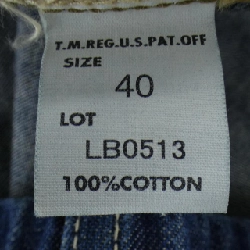 T.M.REG.U.S.PAT.OFF
SIZE
40
LOT
LB0513
100%COTTON